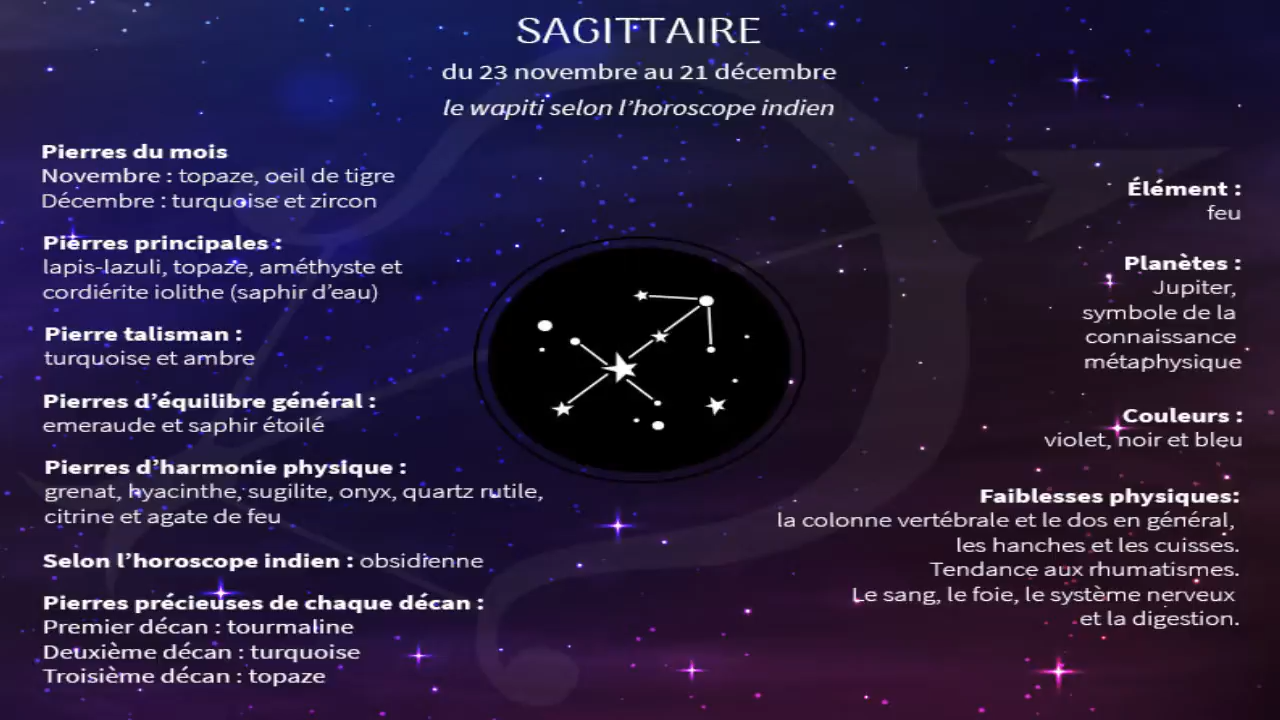 SAGITTAIRE
du 23 novembre au 21 décembre
le wapiti selon l'horoscope indien
Pierres du mois
Novembre : topaze, oeil de tigre
Décembre : turquoise et zircon
Pierres principales :
lapis-lazuli, topaze, améthyste et
cordiérite iolithe (saphir d'eau)
Pierre talisman :
turquoise et ambre
Pierres d'équilibre général :
emeraude et saphir étoilé
Pierres d'harmonie physique :
grenat, hyacinthe, sugilite, onyx, quartz rutile,
citrine et agate de feu
Selon l'horoscope indien : obsidienne
Pierres précieuses de chaque décan :
Premier décan : tourmaline
Deuxième décan : turquoise
Troisième décan : topaze
Élément :
feu
Planètes :
Jupiter,
symbole de la
connaissance
métaphysique
Couleurs :
violet, noir et bleu
Faiblesses physiques:
la colonne vertébrale et le dos en général,
les hanches et les cuisses.
Tendance aux rhumatismes.
Le sang, le foie, le système nerveux
et la digestion.